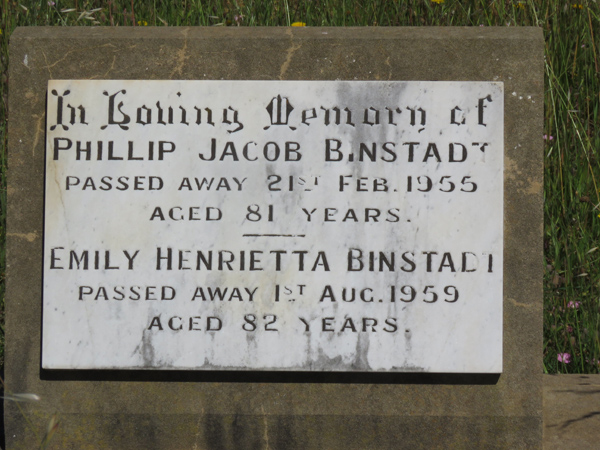 In Loving Memory of
PHILLIP JACOB BINSTADT
PASSED AWAY 21ST FEB. 1955
AGED 81 YEARS.
EMILY HENRIETTA BINSTADT
PASSED AWAY 1ST AUG. 1959
AGED 82 YEARS.